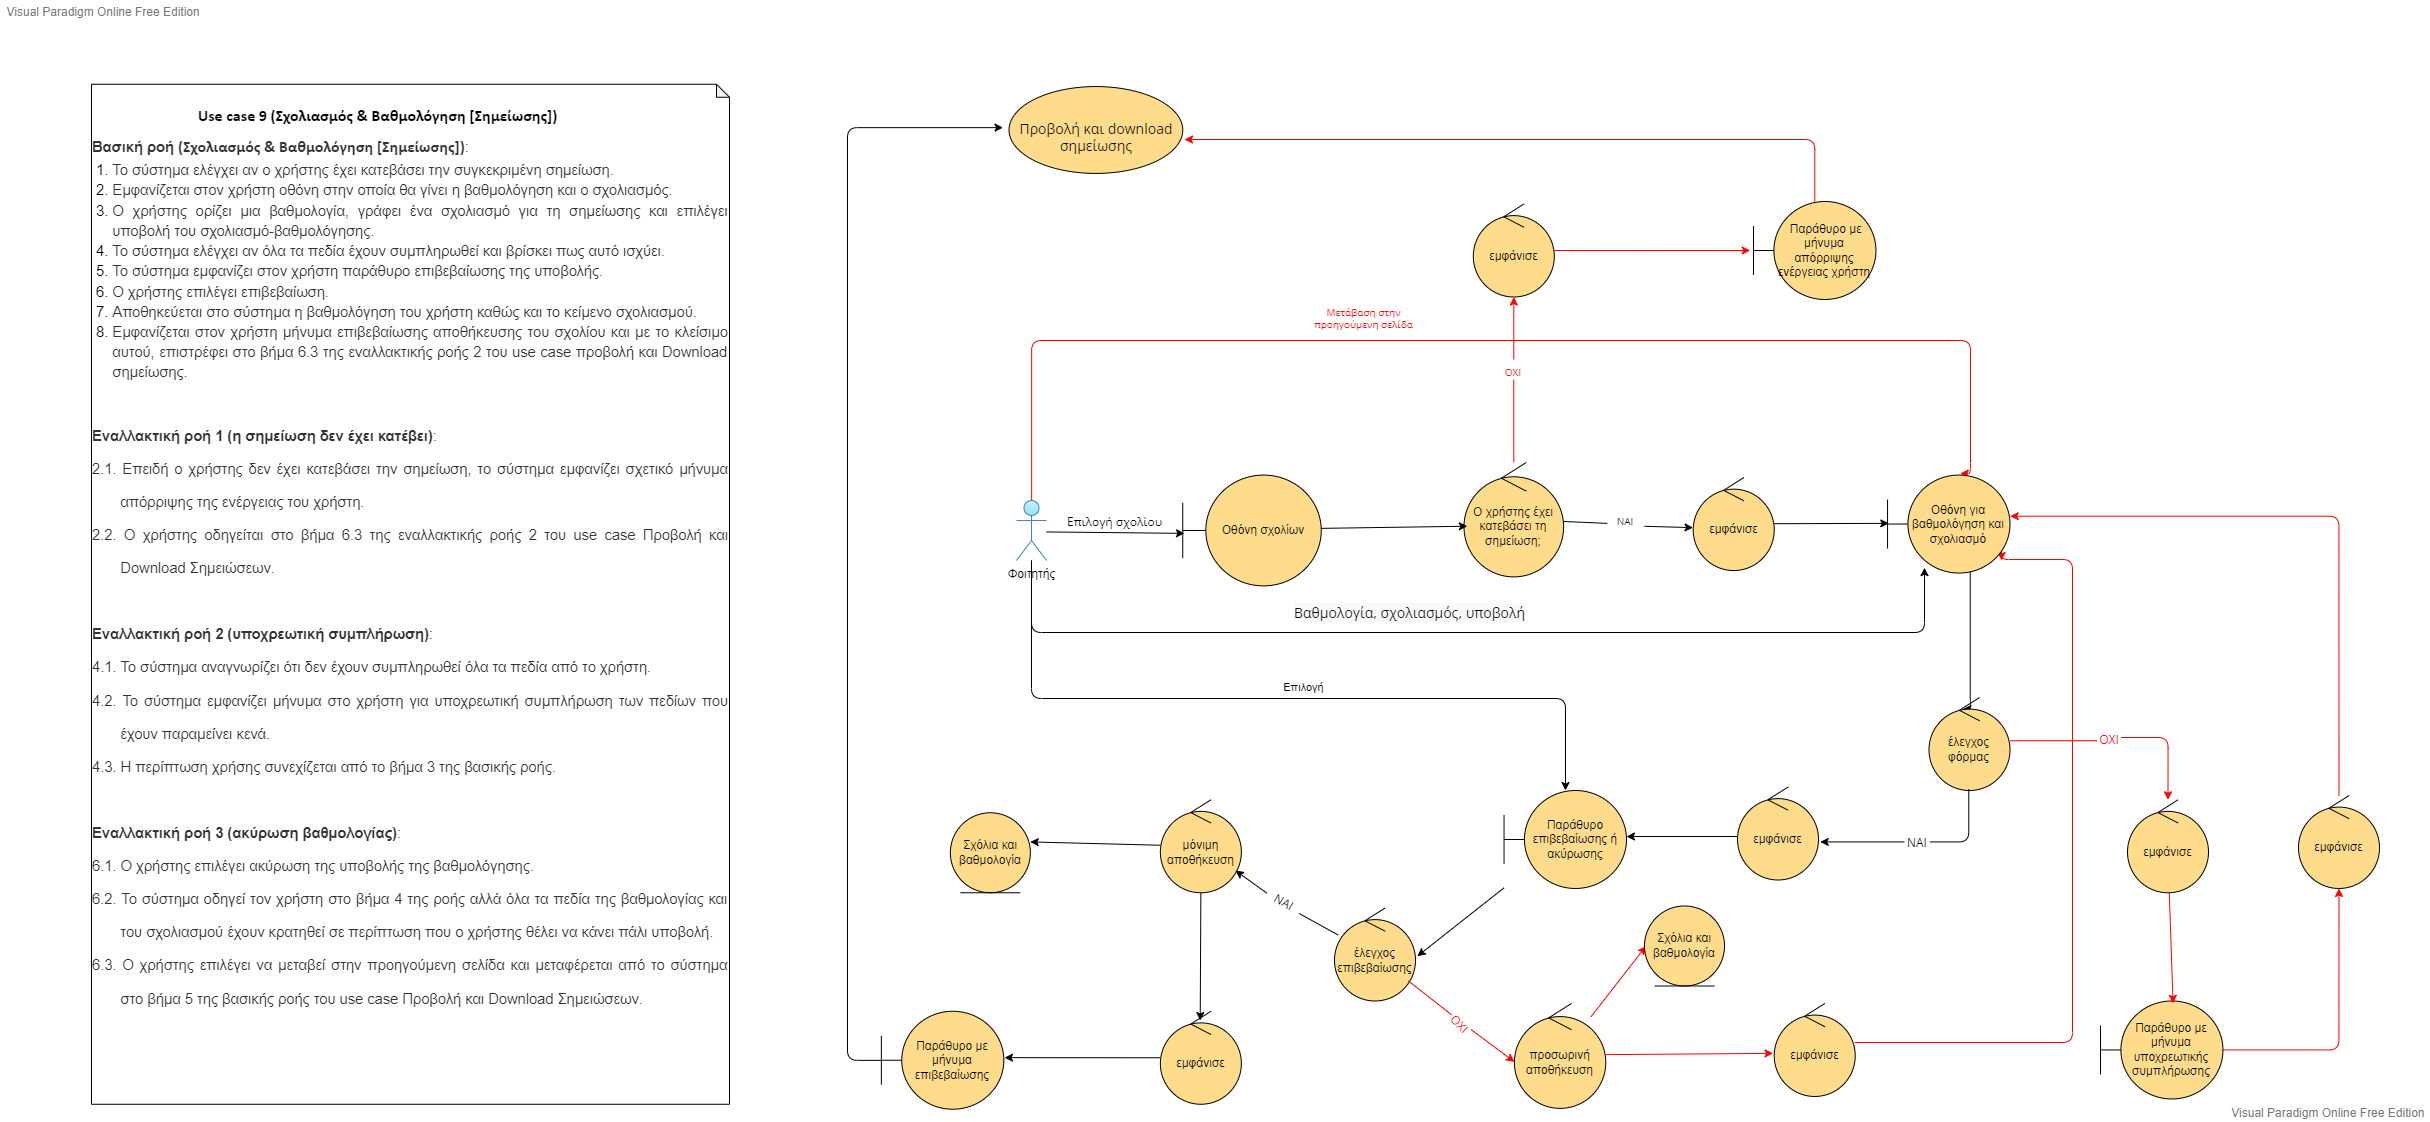 Visual Paradigm Online Free Edition
Use case 9 (Σχολιασμός & Βαθμολόγηση [Σημείωσης])
Βασική ροή (Σχολιασμός & Βαθμολόγηση [Σημείωσης]):
1. Το σύστημα ελέγχει αν ο χρήστης έχει κατεβάσει την συγκεκριμένη σημείωση.
2. Εμφανίζεται στον χρήστη οθόνη στην οποία θα γίνει η βαθμολόγηση και ο σχολιασμός.
3. Ο χρήστης ορίζει μια βαθμολογία, γράφει ένα σχολιασμό για τη σημείωσης και επιλέγει
υποβολή του σχολιασμό-βαθμολόγησης.
4. Το σύστημα ελέγχει αν όλα τα πεδία έχουν συμπληρωθεί και βρίσκει πως αυτό ισχύει.
5. Το σύστημα εμφανίζει στον χρήστη παράθυρο επιβεβαίωσης της υποβολής.
6. Ο χρήστης επιλέγει επιβεβαίωση.
7. Αποθηκεύεται στο σύστημα η βαθμολόγηση του χρήστη καθώς και το κείμενο σχολιασμού.
8. Εμφανίζεται στον χρήστη μήνυμα επιβεβαίωσης αποθήκευσης του σχολίου και με το κλείσιμο
αυτού, επιστρέφει στο βήμα 6.3 της εναλλακτικής ροής 2 του use case προβολή και Download
σημείωσης.
Εναλλακτική ροή 1 (η σημείωση δεν έχει κατέβει):
2.1. Επειδή ο χρήστης δεν έχει κατεβάσει την σημείωση, το σύστημα εμφανίζει σχετικό μήνυμα
απόρριψης της ενέργειας του χρήστη.
2.2. Ο χρήστης οδηγείται στο βήμα 6.3 της εναλλακτικής ροής 2 του use case Προβολή και
Download Σημειώσεων.
Εναλλακτική ροή 2 (υποχρεωτική συμπλήρωση):
4.1. Το σύστημα αναγνωρίζει ότι δεν έχουν συμπληρωθεί όλα τα πεδία από το χρήστη.
4.2. Το σύστημα εμφανίζει μήνυμα στο χρήστη για υποχρεωτική συμπλήρωση των πεδίων που
έχουν παραμείνει κενά.
4.3. Η περίπτωση χρήσης συνεχίζεται από το βήμα 3 της βασικής ροής.
Εναλλακτική ροή 3 (ακύρωση βαθμολογίας):
6.1. Ο χρήστης επιλέγει ακύρωση της υποβολής της βαθμολόγησης.
6.2. Το σύστημα οδηγεί τον χρήστη στο βήμα 4 της ροής αλλά όλα τα πεδία της βαθμολογίας και
του σχολιασμού έχουν κρατηθεί σε περίπτωση που ο χρήστης θέλει να κάνει πάλι υποβολή.
6.3. Ο χρήστης επιλέγει να μεταβεί στην προηγούμενη σελίδα και μεταφέρεται από το σύστημα
στο βήμα 5 της βασικής ροής του use case Προβολή και Download Σημειώσεων.
Προβολή και download
σημείωσης
εμφάνισε
Παράθυρο με
μήνυμα
απόρριψης
ενέργειας χρήστη
Μετάβαση στην
προηγούμενη σελίδα
ΟΧΙ
Φοιτητής
Επιλογή σχολίου
Οθόνη σχολίων
Ο χρήστης έχει
κατεβάσει τη
σημείωση;
ΝΑΙ
εμφάνισε
Οθόνη για
βαθμολόγηση και
σχολιασμό
Βαθμολογία, σχολιασμός, υποβολή
Επιλογή
έλεγχος
φόρμας
ΟΧΙ
ΝΑΙ
Σχόλια και
βαθμολογία
μόνιμη
αποθήκευση
Παράθυρο
επιβεβαίωσης ή
ακύρωσης
εμφάνισε
εμφάνισε
εμφάνισε
ΝΑΙ
έλεγχος
επιβεβαίωσης
Σχόλια και
βαθμολογία
ΟΧΙ
Παράθυρο με
μήνυμα
επιβεβαίωσης
εμφάνισε
προσωρινή
αποθήκευση
εμφάνισε
Παράθυρο με
μήνυμα
υποχρεωτικής
συμπλήρωσης
Visual Paradigm Online Free Edition